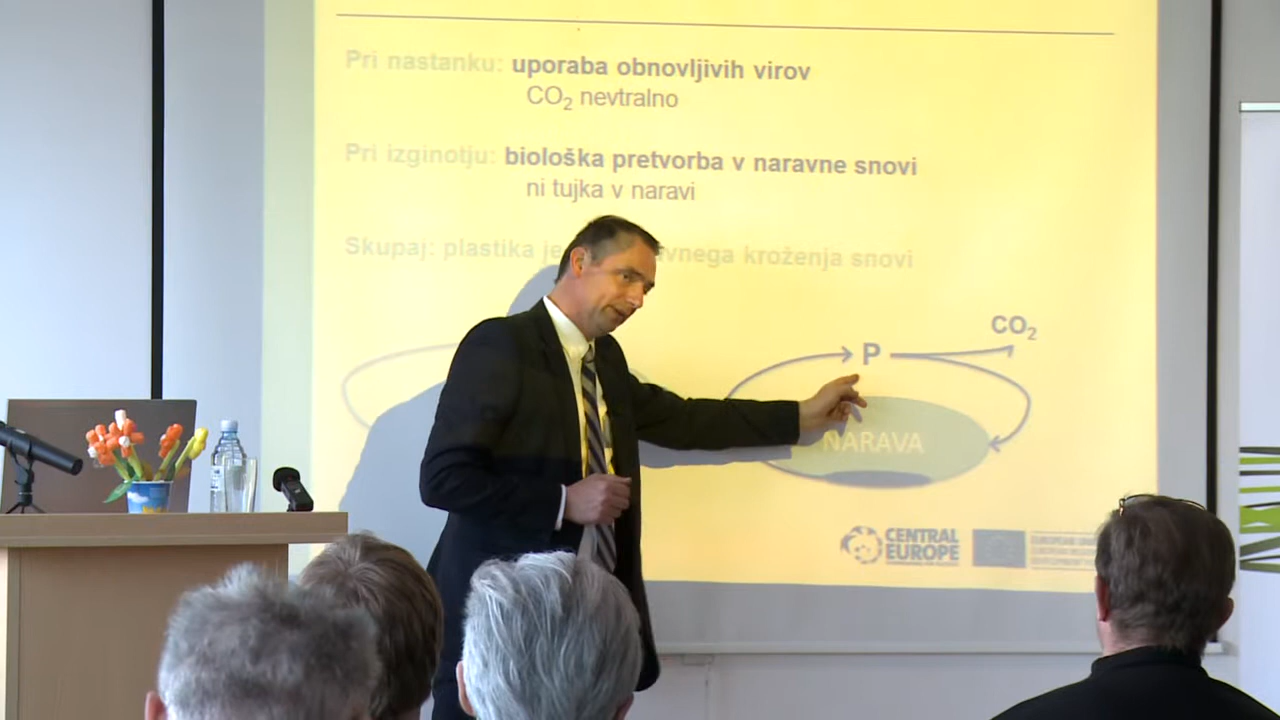 Pri nastanku: uporaba obnovljivih virov
CO₂ nevtralno
Pri izginotju: biološka pretvorba v naravne snovi
ni tujka v naravi
Skupaj: plastika je kroženja snovi
CO₂
P
NARAVA
CENTRAL
EUROPE